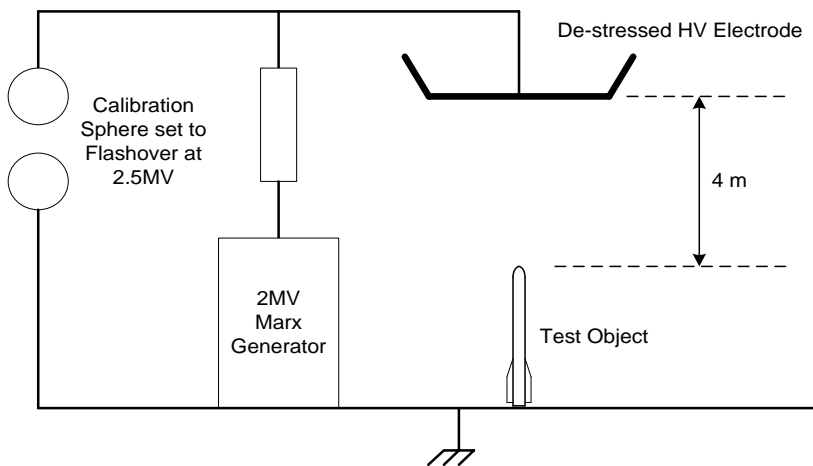 De-stressed HV Electrode
Calibration
Sphere set to
Flashover at
2.5MV
4 m
2MV
Marx
Generator
Test Object